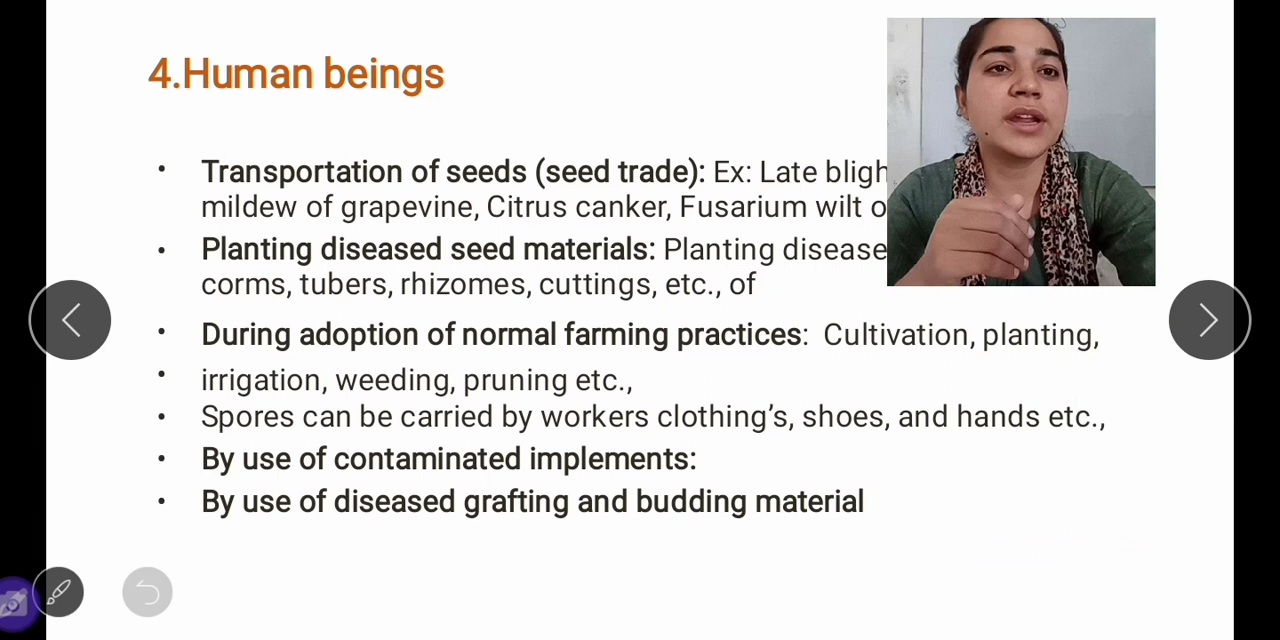 4.Human beings
• Transportation of seeds (seed trade): Ex: Late
mildew of grapevine, Citrus canker, Fusarium wilt
• Planting diseased seed materials: Planting
corms, tubers, rhizomes, cuttings, etc., of
• During adoption of normal farming practices: Cultivation, planting,
• irrigation, weeding, pruning etc.,
• Spores can be carried by workers clothing’s, shoes, and hands etc.,
• By use of contaminated implements:
• By use of diseased grafting and budding material